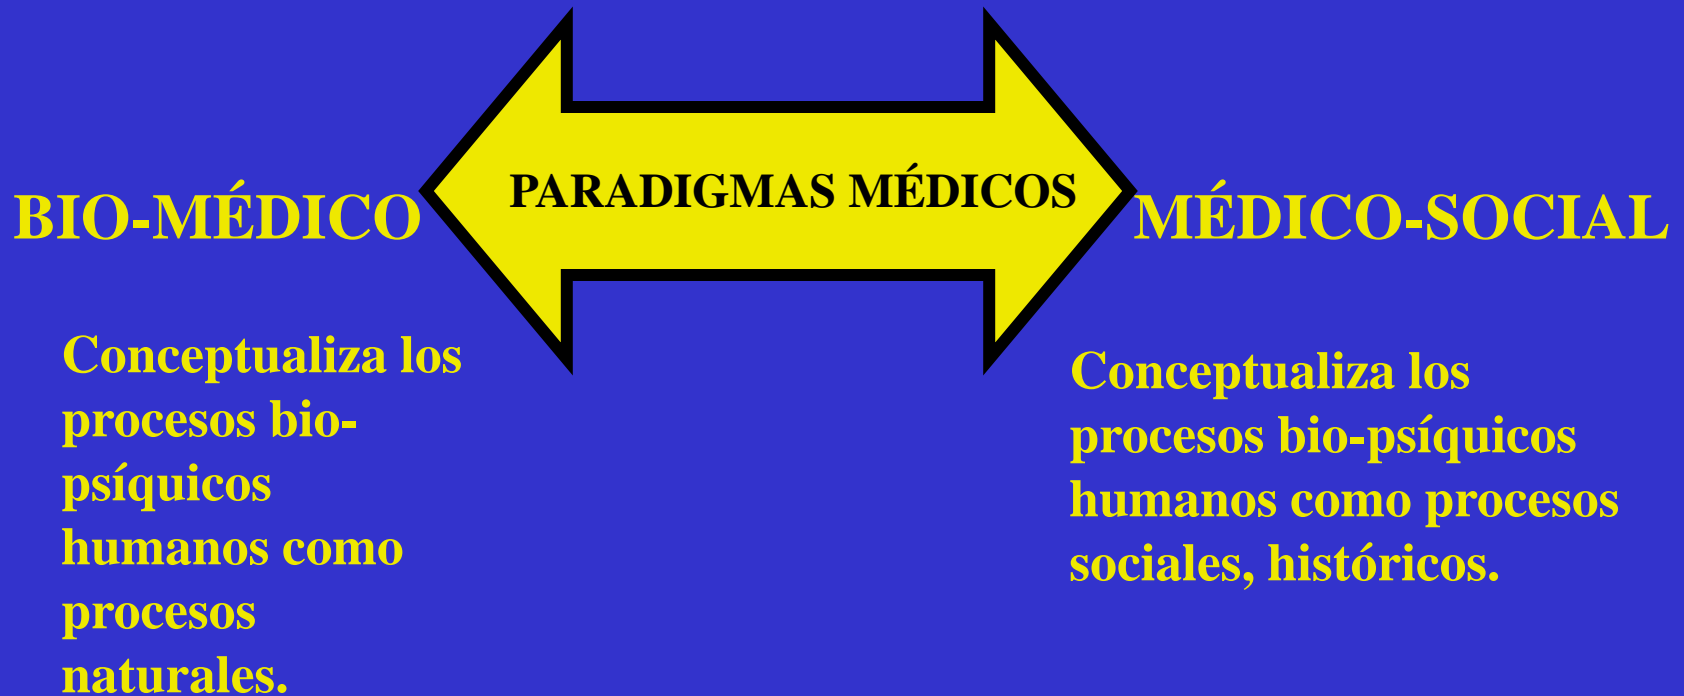 PARADIGMAS MÉDICOS
BIO-MÉDICO
MÉDICO-SOCIAL
Conceptualiza los
procesos bio-
psíquicos
humanos como
procesos
naturales.
Conceptualiza los
procesos bio-psíquicos
humanos como procesos
sociales, históricos.